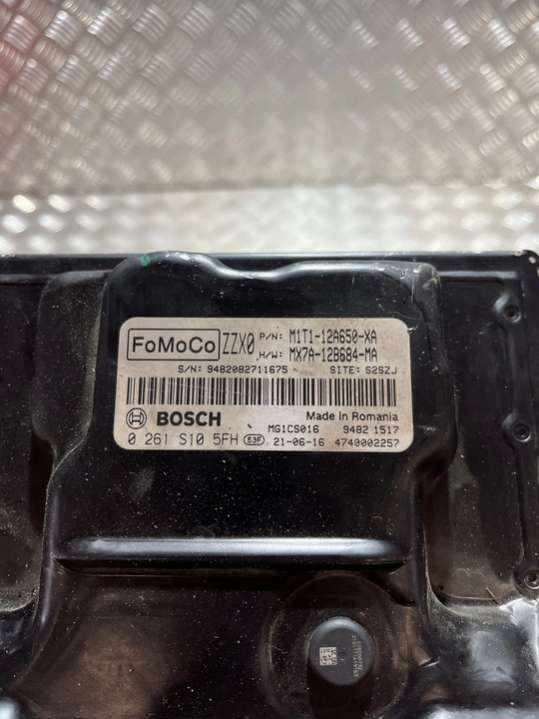 FoMoCo ZZX0 P/N: M1T1-12A650-XA
H/W: MX7A-12B684-MA
S/N: 9482082711675 SITE: S2SZJ
BOSCH Made in Romania
MG1CS016 9482 1517
0 261 S10 5FH 63F 21-06-16 4740002257